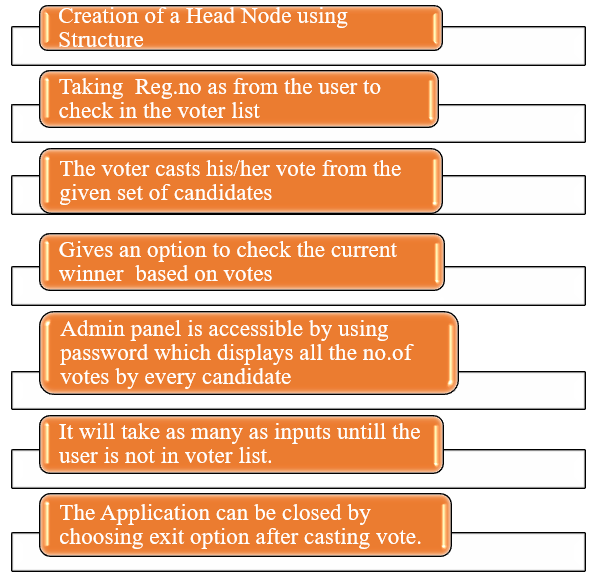 Creation of a Head Node using
Structure
Taking  Reg.no as from the user to
check in the voter list
The voter casts his/her vote from the
given set of candidates
Gives an option to check the current
winner  based on votes
Admin panel is accessible by using
password which displays all the no.of
votes by every candidate
It will take as many as inputs untill the
user is not in voter list.
The Application can be closed by
choosing exit option after casting vote.